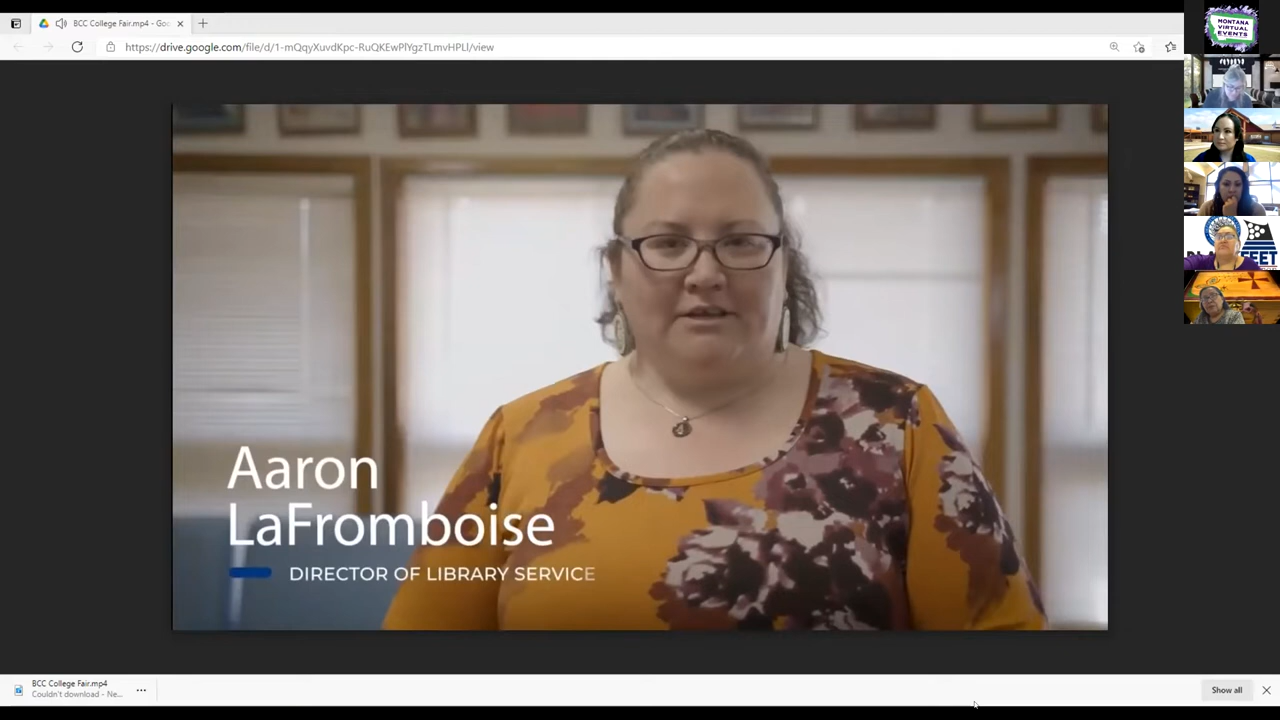 BCC College Fair.mp4 - Goo
https://drive.google.com/file/d/1-mQqyXuvdKpc-RuQKEwPlYgzTLmvHPLl/view
MONTANA
VIRTUAL
EVENTS
Aaron
LaFromboise
DIRECTOR OF LIBRARY SERVICE
BCC College Fair.mp4
Couldn't download - Ne...
Show all